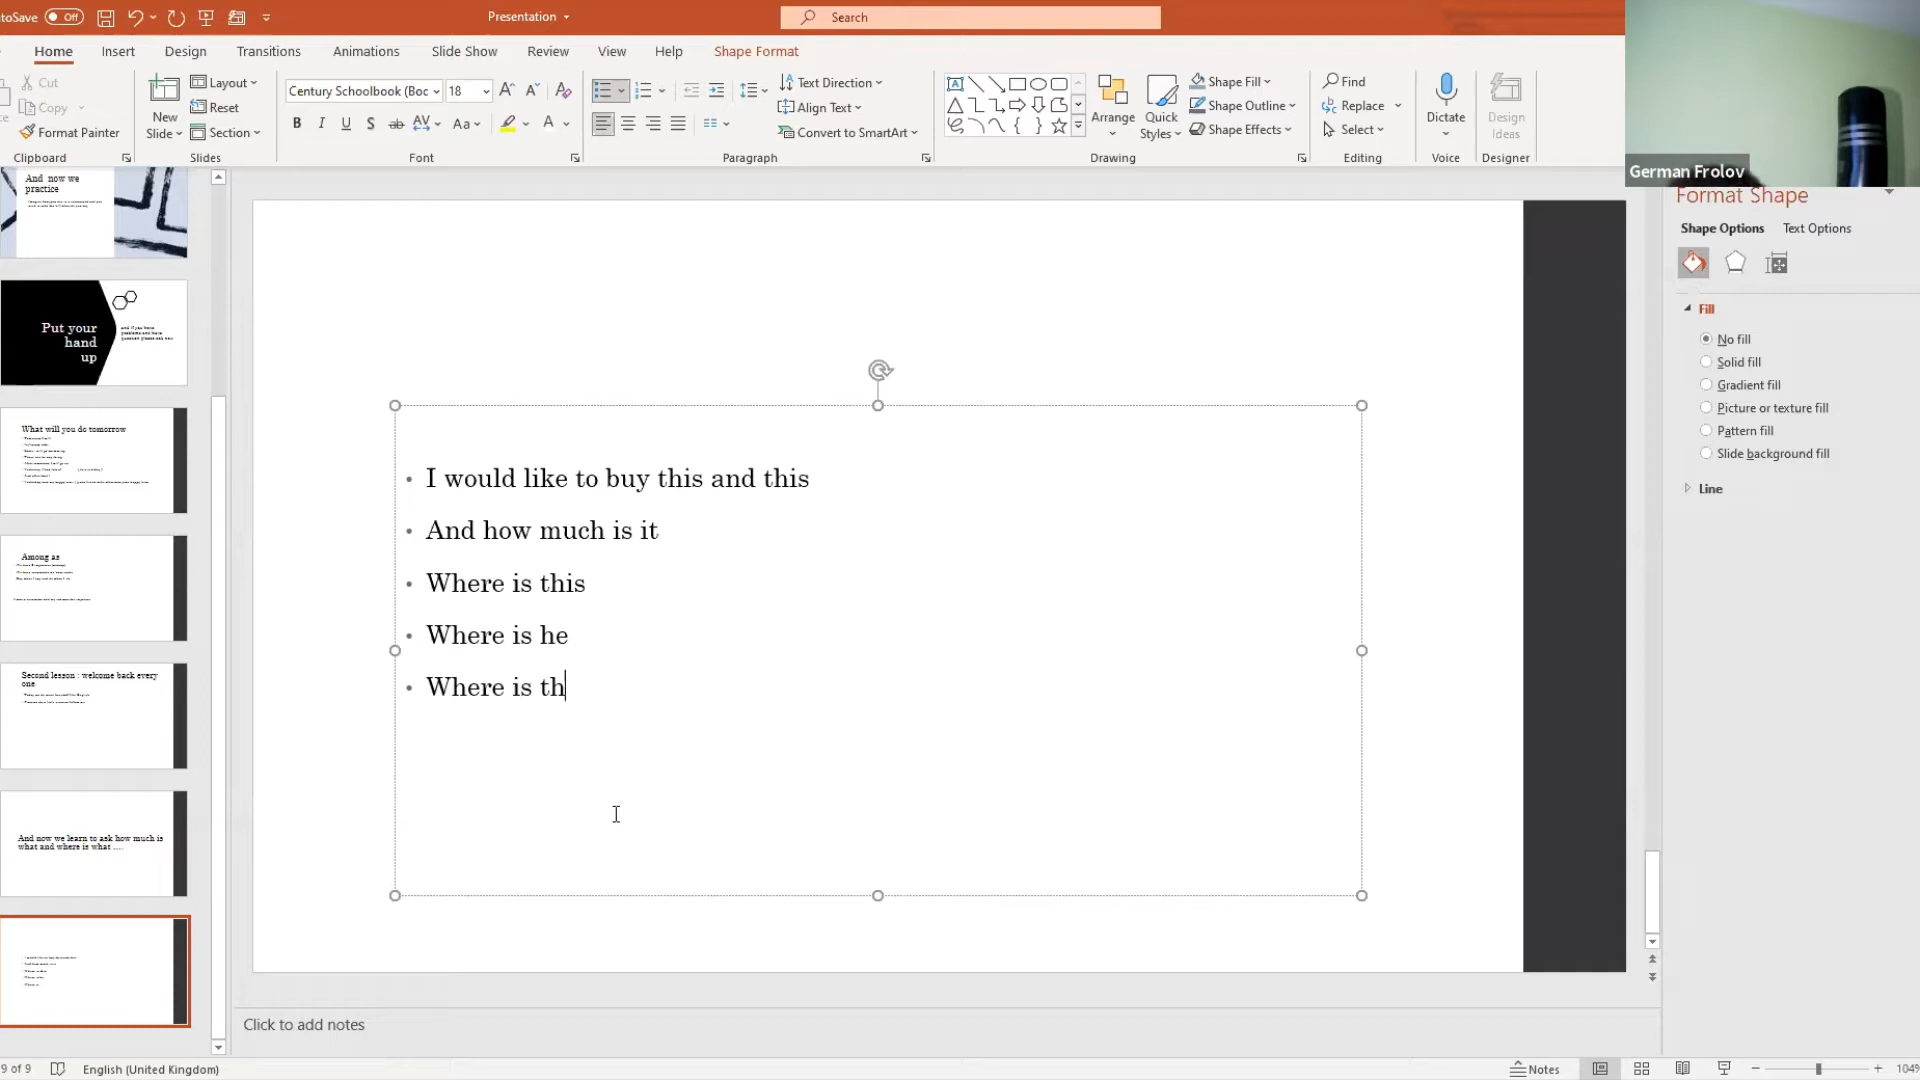 toSave Off Presentation Search
Home Insert Design Transitions Animations Slide Show Review View Help Shape Format
Cut
Copy
Format Painter
Clipboard
New
Slide
Layout
Reset
Section
Slides
Century Schoolbook (Boc 18
Font
Text Direction
Align Text
Convert to SmartArt
Paragraph
Arrange
Quick
Styles
Shape Fill
Shape Outline
Shape Effects
Drawing
Find
Replace
Select
Editing
Dictate
Voice
Design
Ideas
Designer
German Frolov
And now we
practice
Put your
hand
up
What will you do tomorrow
Among as
Second lesson : welcome back every
one
And now we learn to ask how much is
what and where is what .....
• I would like to buy this and this
• And how much is it
• Where is this
• Where is he
• Where is th
Click to add notes
Format Shape
Shape Options Text Options
Fill
No fill
Solid fill
Gradient fill
Picture or texture fill
Pattern fill
Slide background fill
Line
9 of 9 English (United Kingdom) Notes 104%